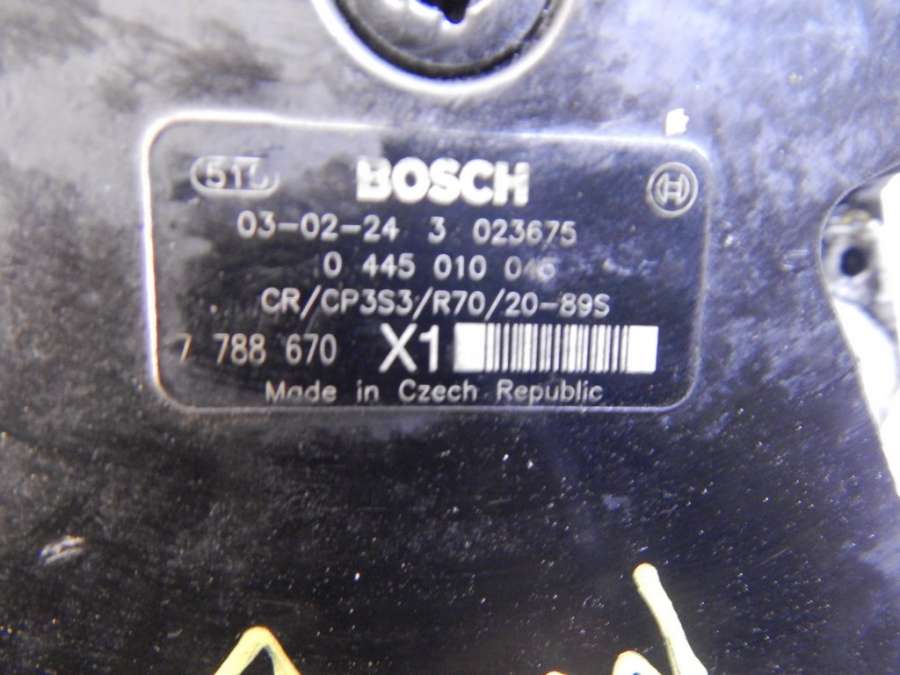 BOSCH
03-02-24 3 023675
0 445 010
CR/CP3S3/R70/20-89S
7 788 670 X1
Made in Czech Republic